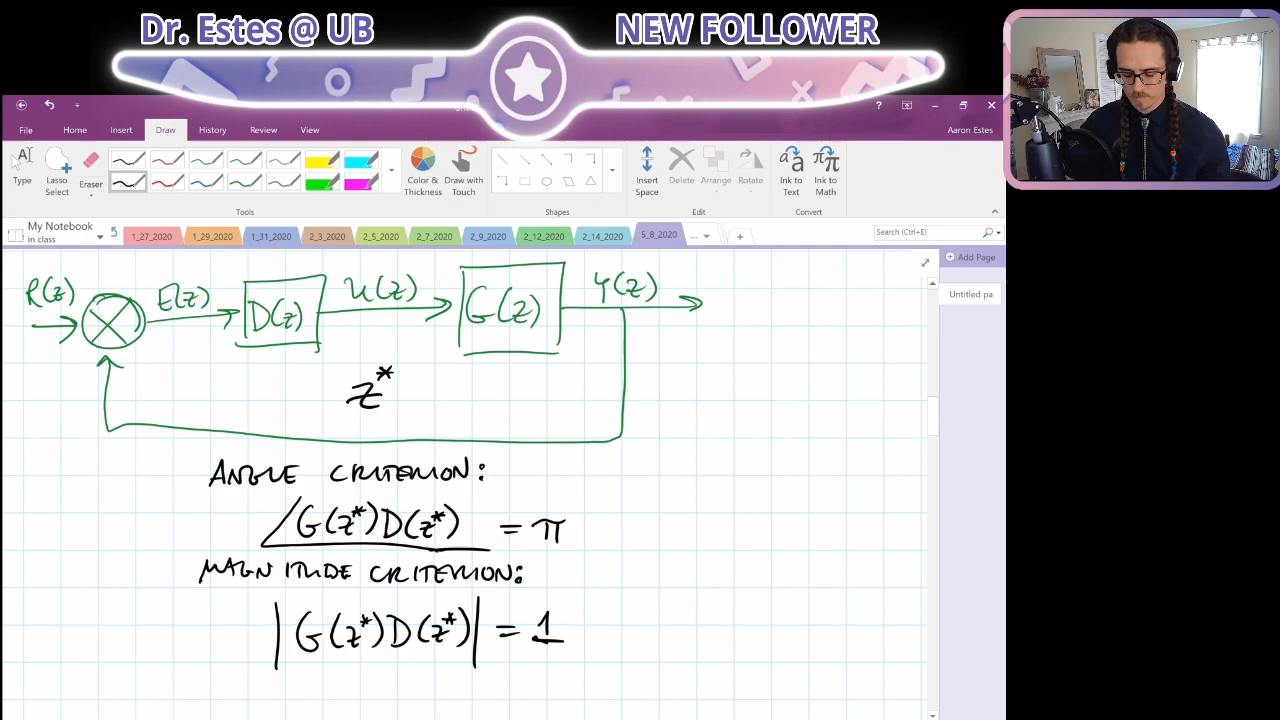 Dr. Estes @ UB
NEW FOLLOWER
?
File Home Insert Draw History Review View
Aaron Estes
Type
Lasso Select
Eraser
Color & Thickness
Draw with Touch
Insert Space
Delete
Arrange
Rotate
Ink to Text
Ink to Math
Tools
Shapes
Edit
Convert
My Notebook
in class
1_27_2020 1_29_2020 1_31_2020 2_3_2020 2_5_2020 2_7_2020 2_9_2020 2_12_2020 2_14_2020 5_8_2020 ... +
Search (Ctrl+E)
Add Page
Untitled pa
R(z) E(z) D(z) U(z) G(z) Y(z)
z*
ANGLE CRITERION:
∠G(z*)D(z*) = π
MAGNITUDE CRITERION:
|G(z*)D(z*)| = 1